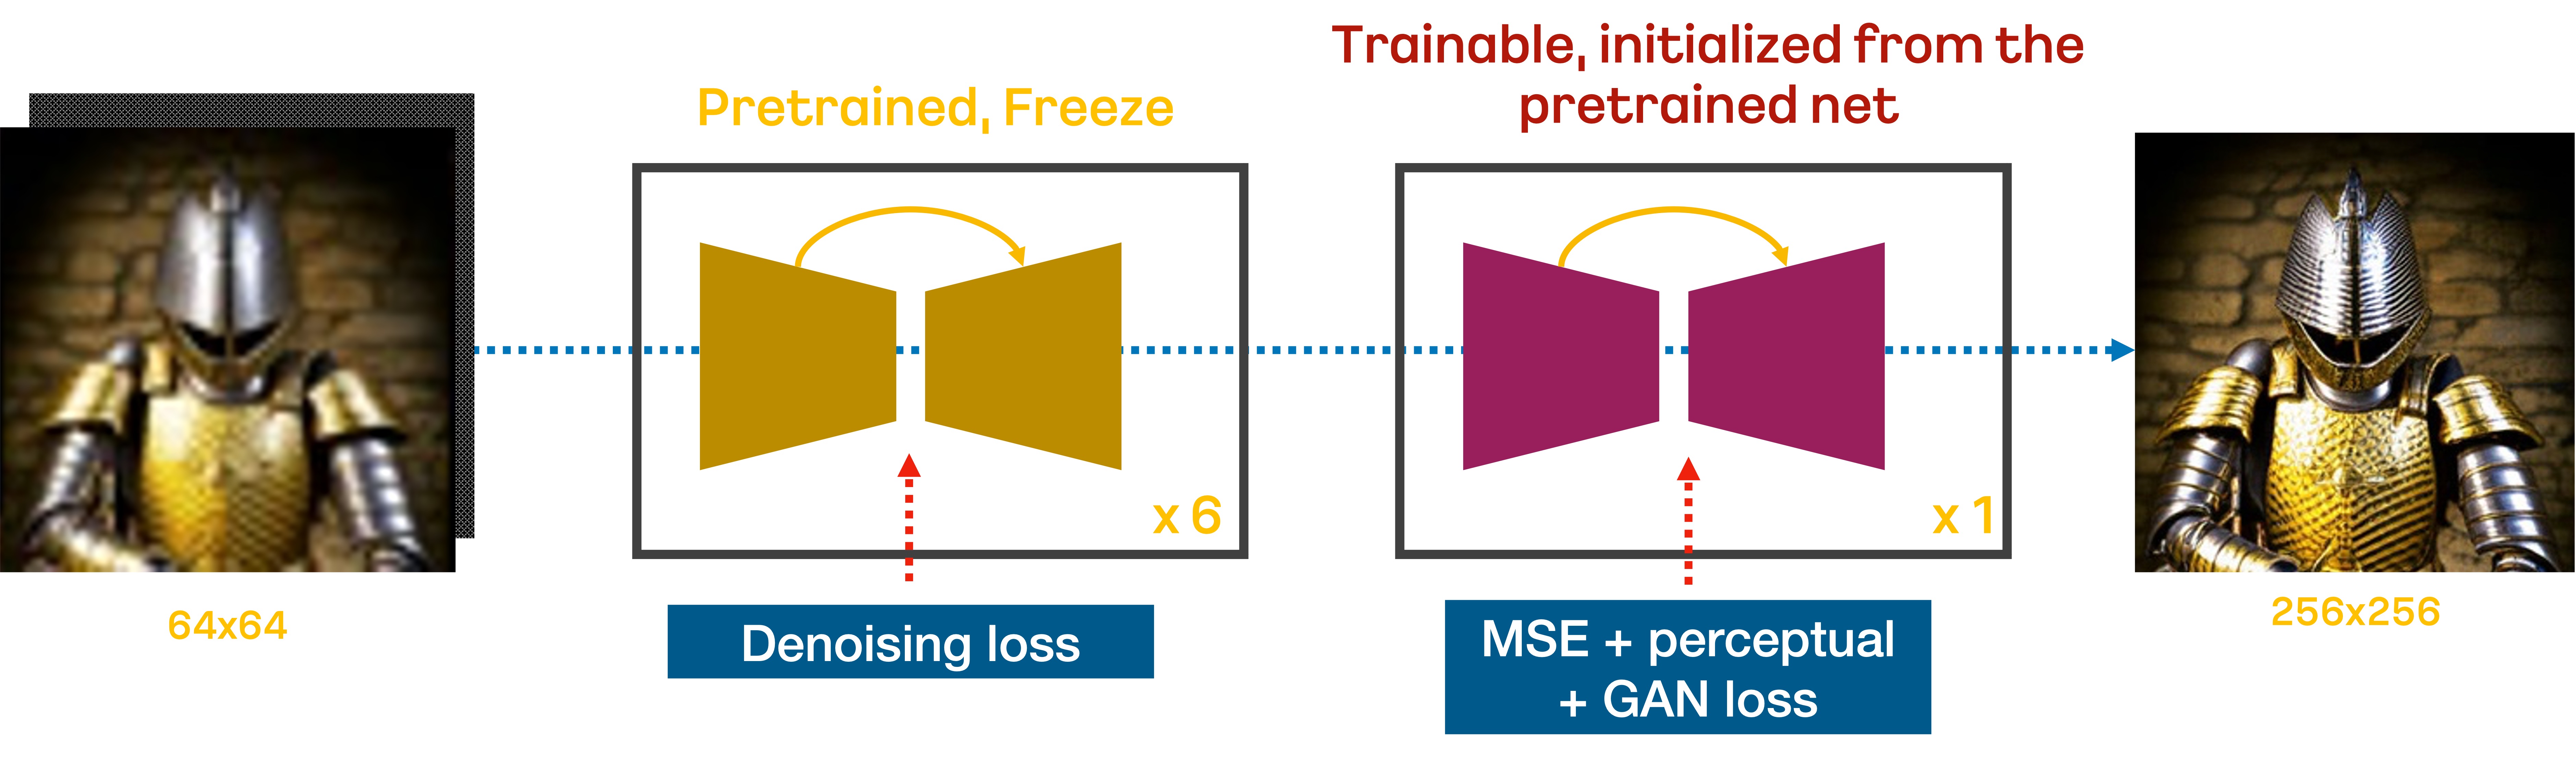 Trainable, initialized from the
pretrained net
Pretrained, Freeze
x 6
x 1
64x64
Denoising loss
MSE + perceptual
+ GAN loss
256x256